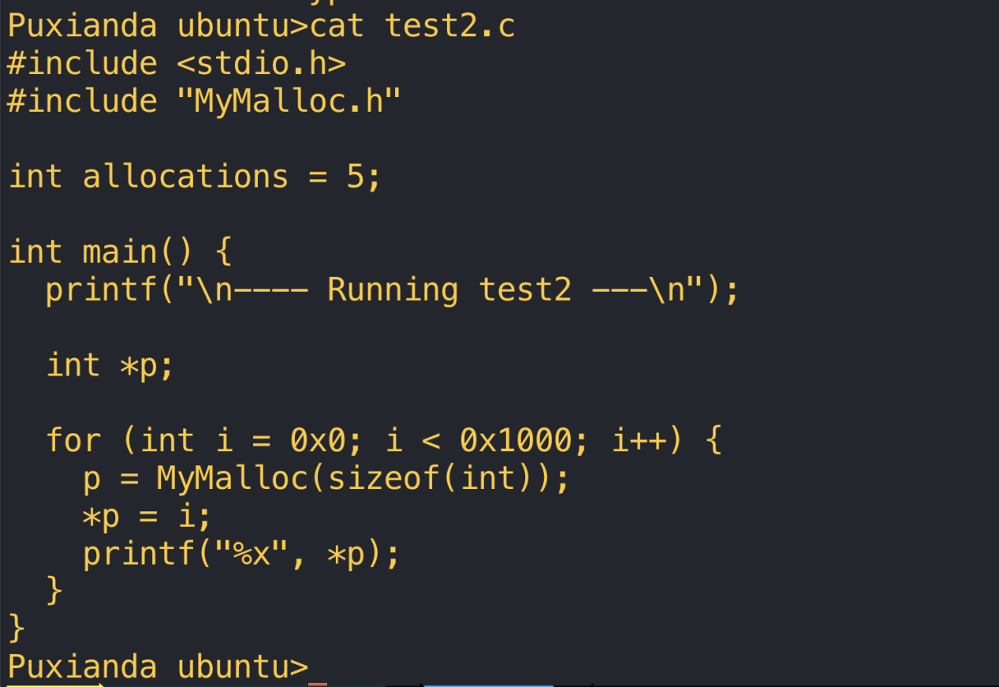 Puxianda ubuntu>cat test2.c
#include <stdio.h>
#include "MyMalloc.h"

int allocations = 5;

int main() {
  printf("\n---- Running test2 ---\n");

  int *p;

  for (int i = 0x0; i < 0x1000; i++) {
    p = MyMalloc(sizeof(int));
    *p = i;
    printf("%x", *p);
  }
}
Puxianda ubuntu>